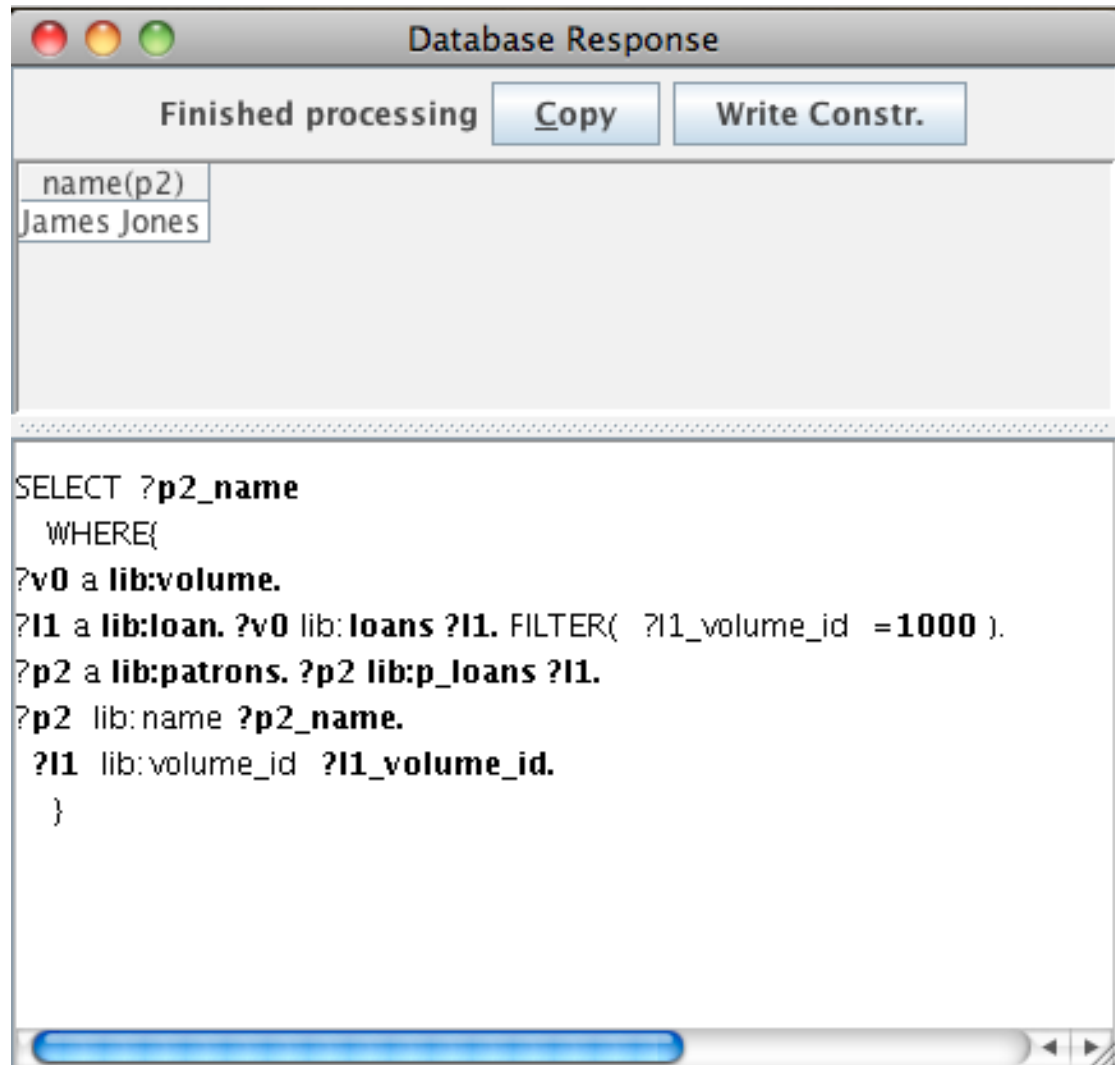 Database Response
Finished processing Copy Write Constr.
name(p2)
James Jones
SELECT ?p2_name
WHERE{
?v0 a lib:volume.
?l1 a lib:loan. ?v0 lib:loans ?l1. FILTER( ?l1_volume_id =1000 ).
?p2 a lib:patrons. ?p2 lib:p_loans ?l1.
?p2 lib:name ?p2_name.
?l1 lib:volume_id ?l1_volume_id.
}